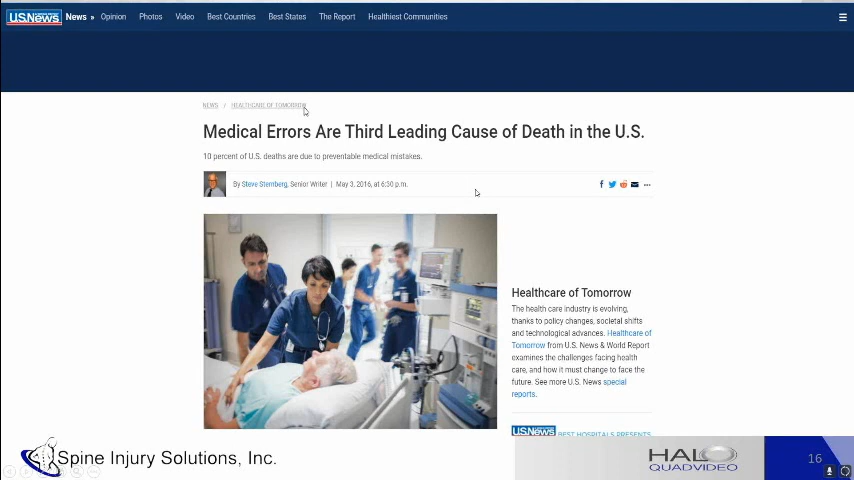 U.S.News News » Opinion Photos Video Best Countries Best States The Report Healthiest Communities
NEWS / HEALTHCARE OF TOMORROW
Medical Errors Are Third Leading Cause of Death in the U.S.
10 percent of U.S. deaths are due to preventable medical mistakes.
By Steve Sternberg, Senior Writer | May 3, 2016, at 6:30 p.m.
Healthcare of Tomorrow
The health care industry is evolving,
thanks to policy changes, societal shifts
and technological advances. Healthcare of
Tomorrow from U.S. News & World Report
examines the challenges facing health
care, and how it must change to face the
future. See more U.S. News special
reports.
U.S.News BEST HOSPITALS PRESENTS
Spine Injury Solutions, Inc.
HALO
QUADVIDEO
16